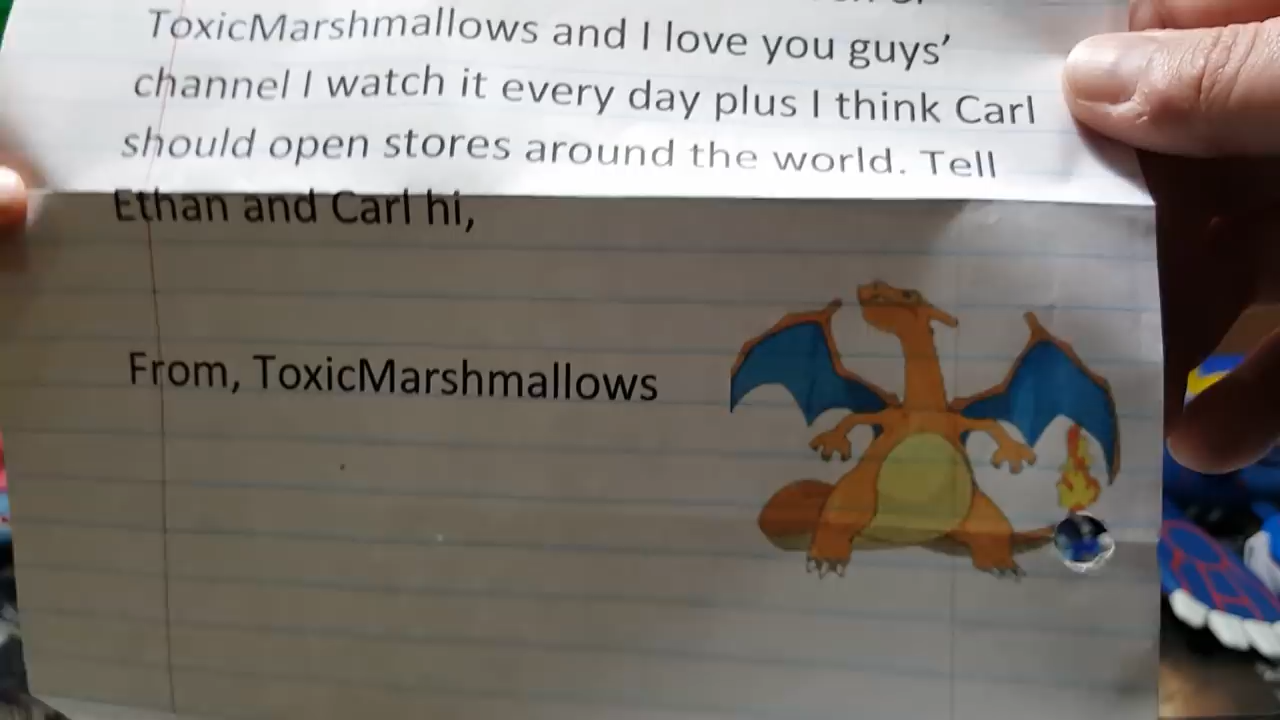 ToxicMarshmallows and I love you guys'
channel I watch it every day plus I think Carl
should open stores around the world. Tell
Ethan and Carl hi,
From, ToxicMarshmallows